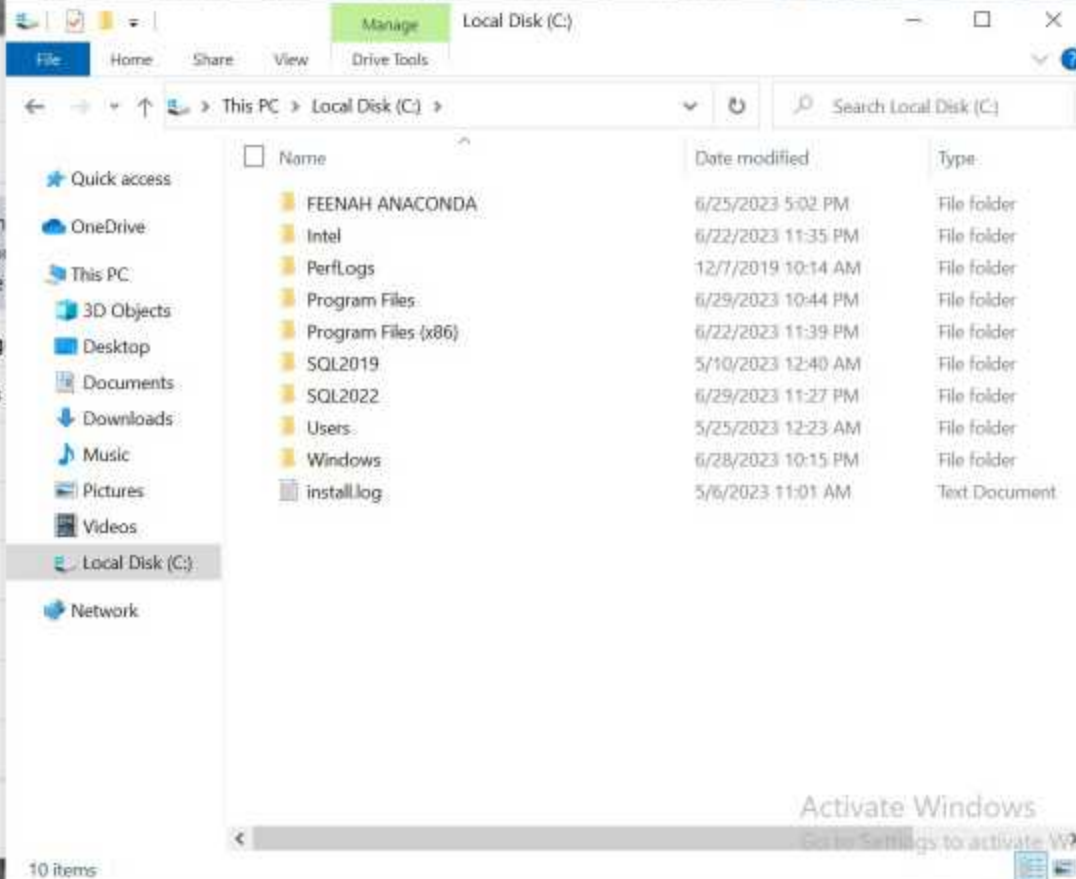 Manage Local Disk (C:)
File Home Share View Drive Tools
This PC > Local Disk (C:) > Search Local Disk (C:)
Name Date modified Type
Quick access
OneDrive
This PC
3D Objects
Desktop
Documents
Downloads
Music
Pictures
Videos
Local Disk (C:)
Network
FEENAH ANACONDA 6/25/2023 5:02 PM File folder
Intel 6/22/2023 11:35 PM File folder
PerfLogs 12/7/2019 10:14 AM File folder
Program Files 6/29/2023 10:44 PM File folder
Program Files (x86) 6/22/2023 11:39 PM File folder
SQL2019 5/10/2023 12:40 AM File folder
SQL2022 6/29/2023 11:27 PM File folder
Users 5/25/2023 12:23 AM File folder
Windows 6/28/2023 10:15 PM File folder
install.log 5/6/2023 11:01 AM Text Document
Activate Windows
Go to Settings to activate
10 items